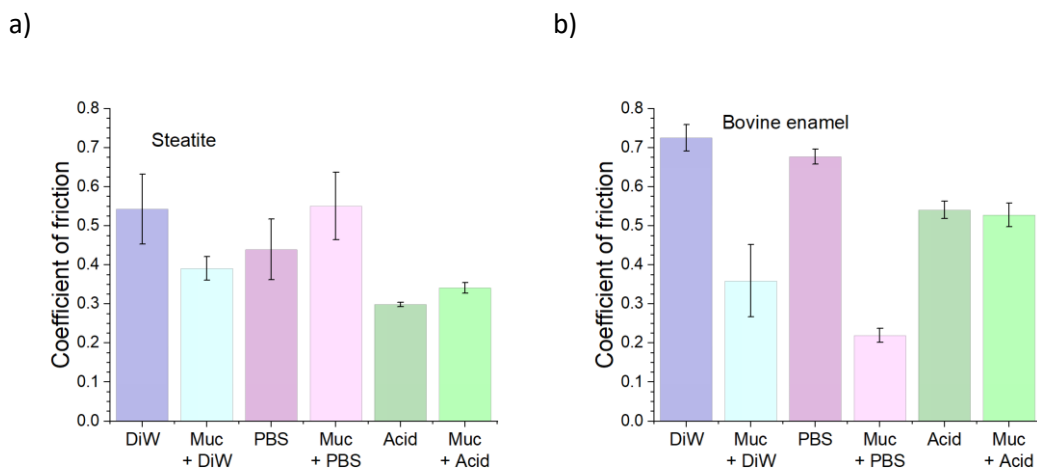 a)
b)
Steatite
Coefficient of friction
0.8
0.7
0.6
0.5
0.4
0.3
0.2
0.1
0.0
DiW
Muc
+ DiW
PBS
Muc
+ PBS
Acid
Muc
+ Acid
Bovine enamel
Coefficient of friction
0.8
0.7
0.6
0.5
0.4
0.3
0.2
0.1
0.0
DiW
Muc
+ DiW
PBS
Muc
+ PBS
Acid
Muc
+ Acid